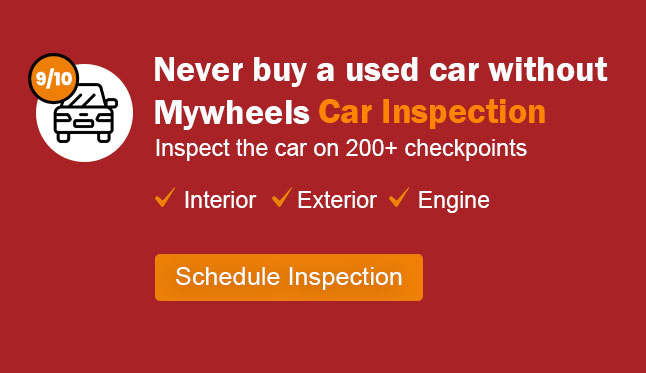 9/10
Never buy a used car without
Mywheels Car Inspection
Inspect the car on 200+ checkpoints
Interior Exterior Engine
Schedule Inspection